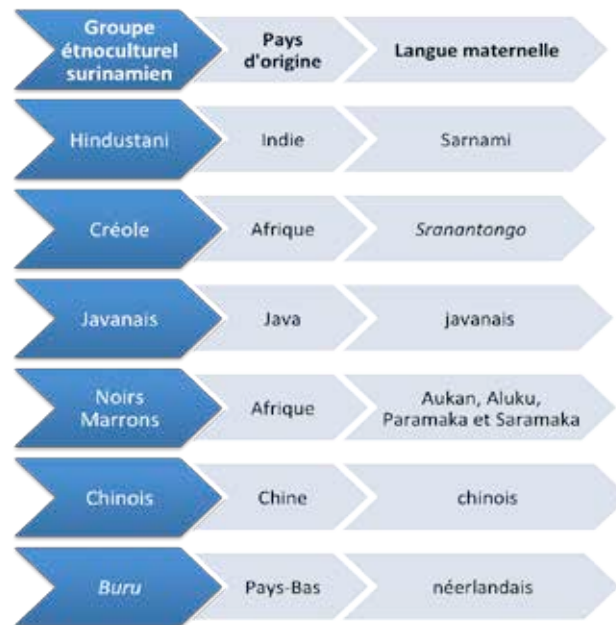 Groupe
étnoculturel
surinamien
Pays
d'origine
Langue maternelle
Hindustani
Indie
Sarnami
Créole
Afrique
Sranantongo
Javanais
Java
javanais
Noirs
Marrons
Afrique
Aukan, Aluku,
Paramaka et Saramaka
Chinois
Chine
chinois
Buru
Pays-Bas
néerlandais